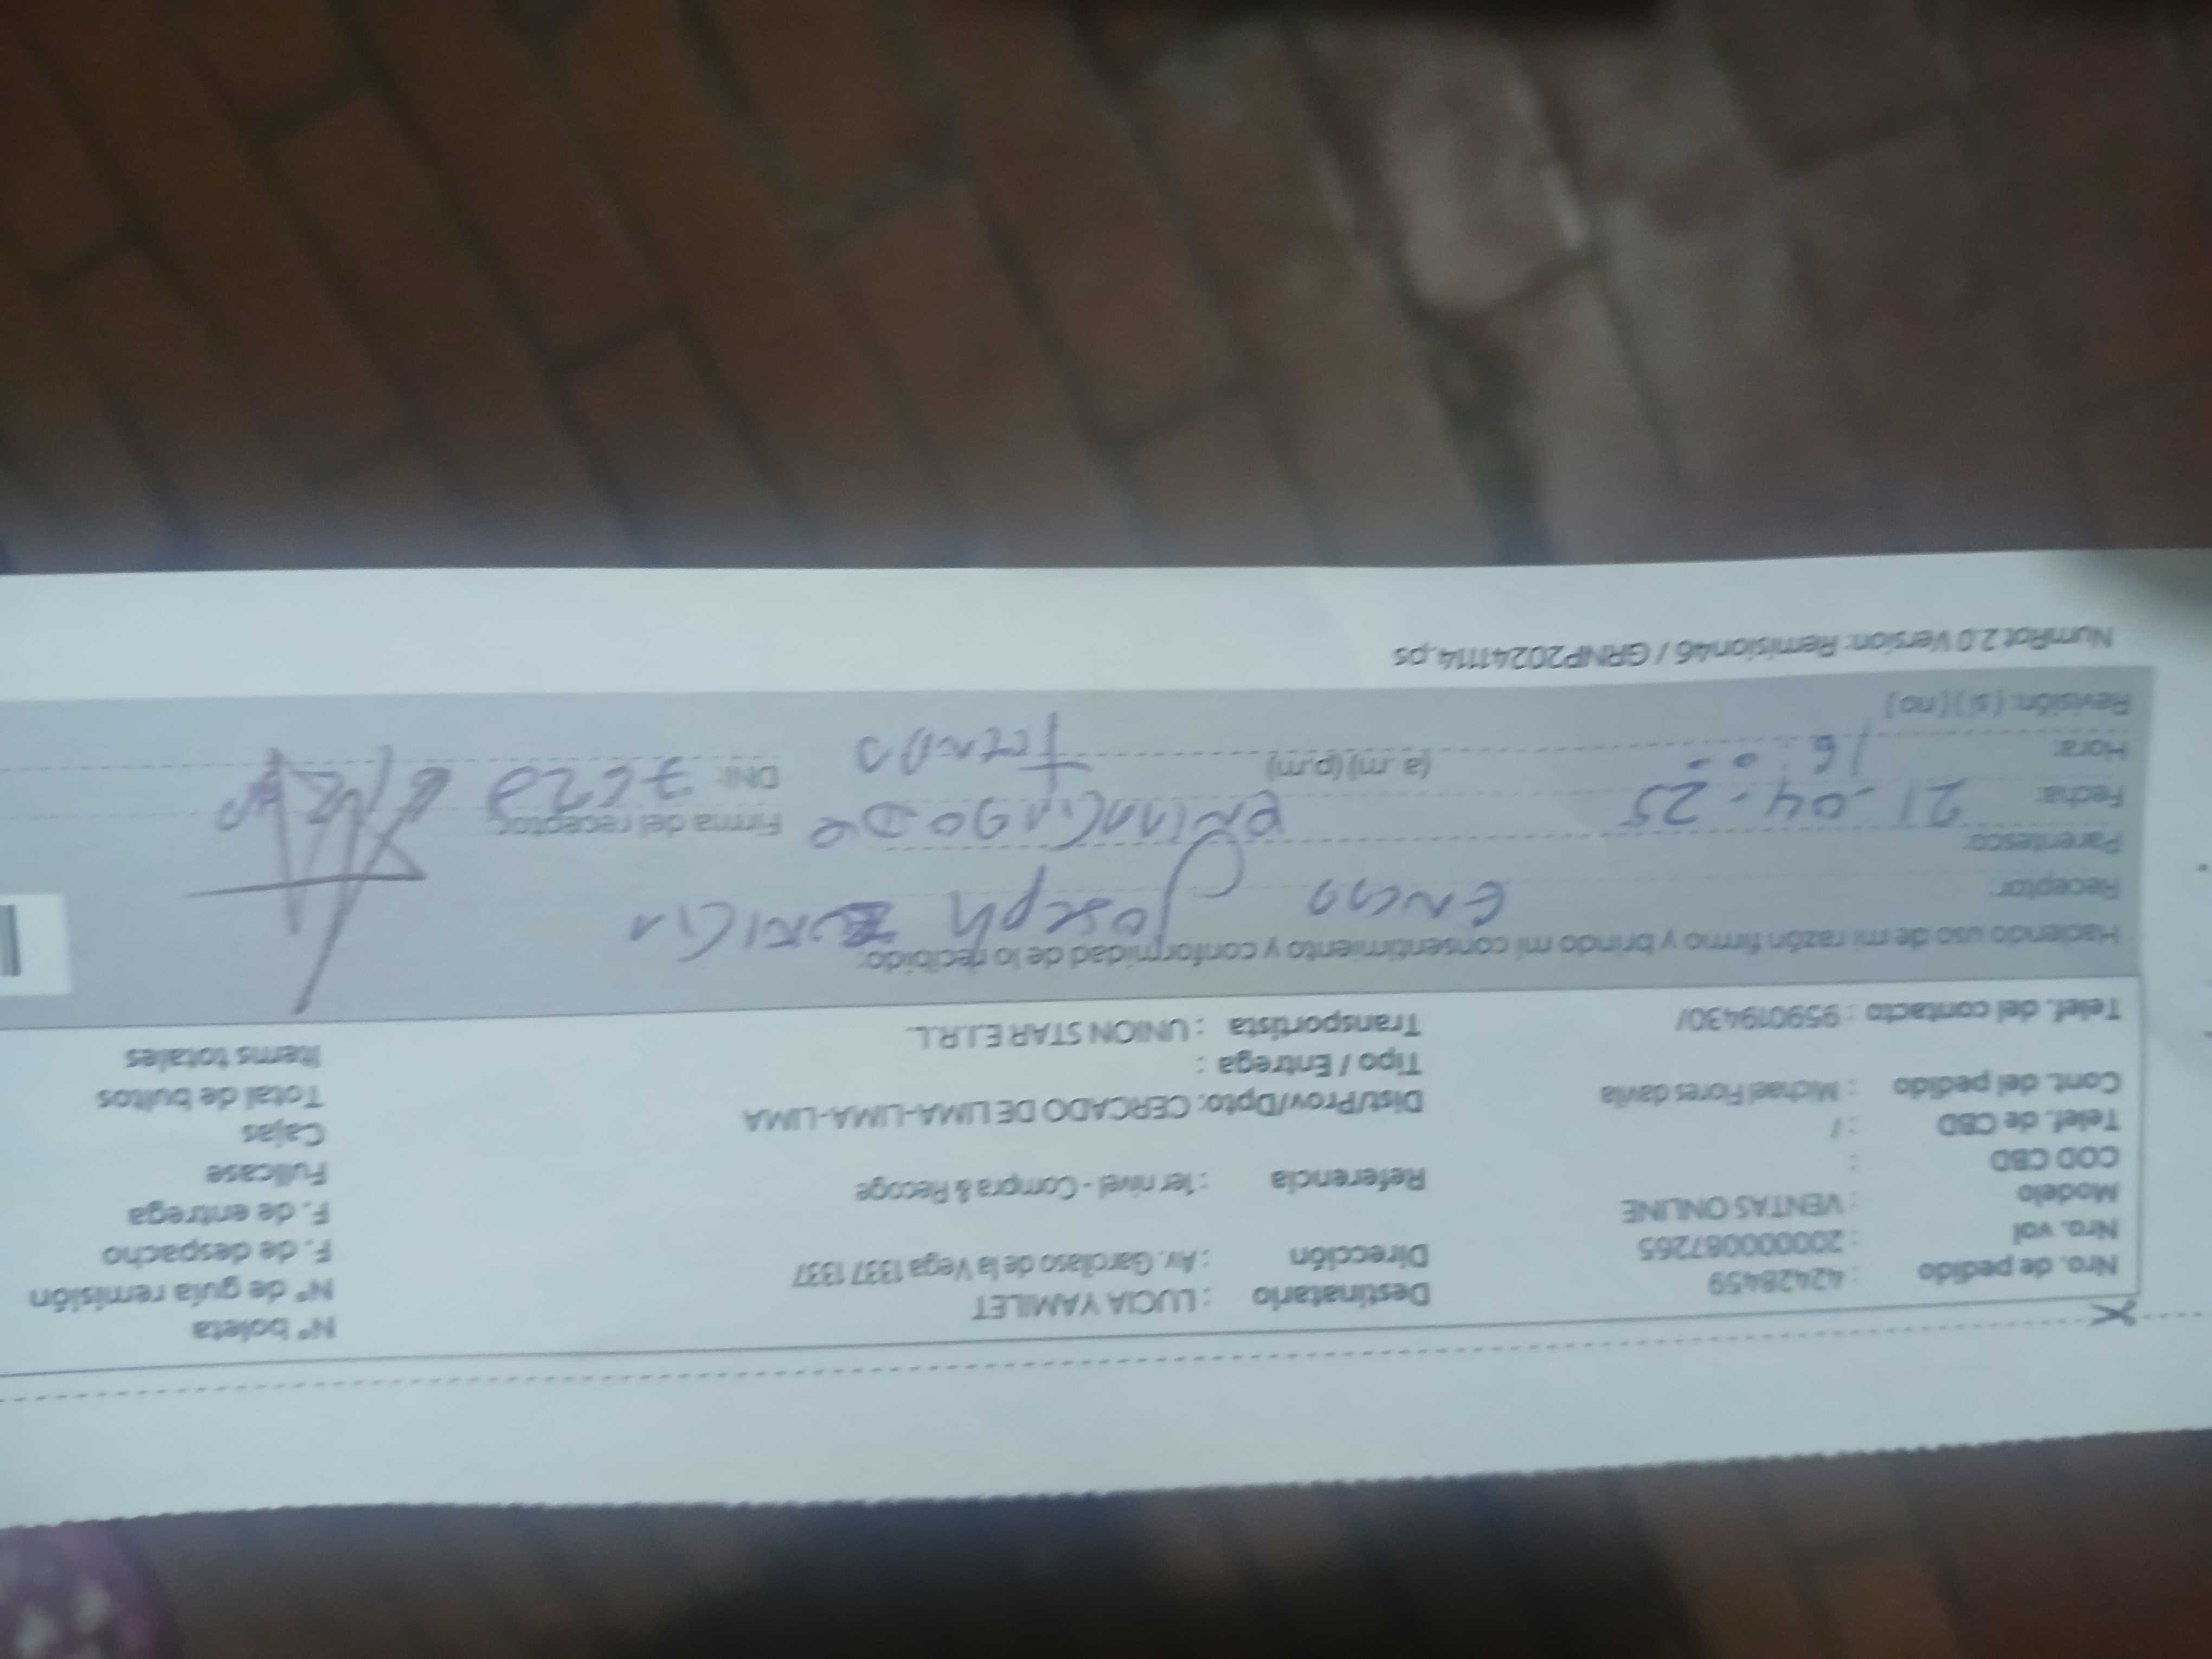 Nº boleta
Nº de guía remisión
F. de despacho
F. de entrega
Fullcase
Cajas
Total de bultos
Items totales
Nro. de pedido : 42428459
Nro. vol : 20000087265
Modelo : VENTAS ONLINE
COD CBD :
Telef. de CBD : /
Cont. del pedido : Michael Flores davila
Telef. del contacto : 959019430/
Destinatario : LUCIA YAMILET
Dirección : Av. Garcilaso de la Vega 1337 1337
Referencia : 1er nivel - Compra & Recoge
Dist/Prov/Dpto: CERCADO DE LIMA-LIMA-LIMA
Tipo / Entrega :
Transportista : UNION STAR E.I.R.L.
Haciendo uso de mi razón firmo y brindo mi consentimiento y conformidad de lo recibido:
Receptor:
Joseph
Parentesco:
Fecha: 21-04-25
Firma del receptor:
Hora: 16:00 (a.m) (p.m)
DNI:
Revisión: (si) (no)
NumRot 2.0 Version: Remision46 / GRNP20241114.ps